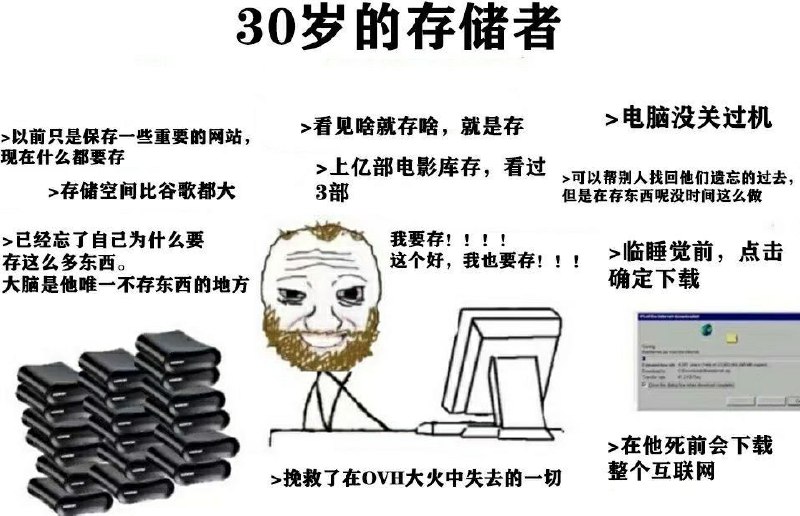 30岁的存储者
>以前只是保存一些重要的网站，
现在什么都要存
>看见啥就存啥，就是存
>电脑没关过机
>存储空间比谷歌都大
>上亿部电影库存，看过
3部
>可以帮别人找回他们遗忘的过去，
但是在存东西呢没时间这么做
>已经忘了自己为什么要
存这么多东西。
大脑是他唯一不存东西的地方
我要存！！！！
这个好，我也要存！！！
>临睡觉前，点击
确定下载
>挽救了在OVH大火中失去的一切
>在他死前会下载
整个互联网